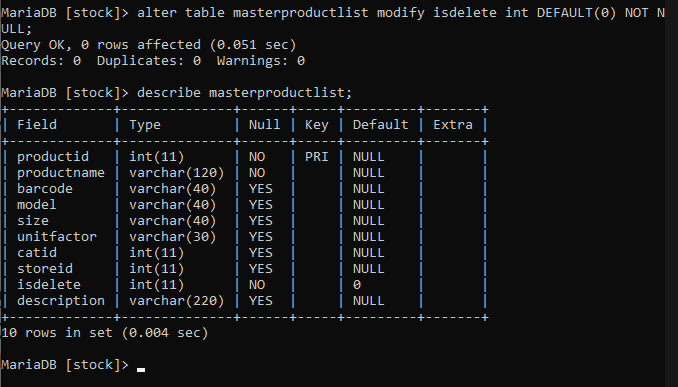 MariaDB [stock]> alter table masterproductlist modify isdelete int DEFAULT(0) NOT N
ULL;
Query OK, 0 rows affected (0.051 sec)
Records: 0  Duplicates: 0  Warnings: 0

MariaDB [stock]> describe masterproductlist;
+-------------+--------------+------+-----+---------+-------+
| Field       | Type         | Null | Key | Default | Extra |
+-------------+--------------+------+-----+---------+-------+
| productid   | int(11)      | NO   | PRI | NULL    |       |
| productname | varchar(120) | NO   |     | NULL    |       |
| barcode     | varchar(40)  | YES  |     | NULL    |       |
| model       | varchar(40)  | YES  |     | NULL    |       |
| size        | varchar(40)  | YES  |     | NULL    |       |
| unitfactor  | varchar(30)  | YES  |     | NULL    |       |
| catid       | int(11)      | YES  |     | NULL    |       |
| storeid     | int(11)      | YES  |     | NULL    |       |
| isdelete    | int(11)      | NO   |     | 0       |       |
| description | varchar(220) | YES  |     | NULL    |       |
+-------------+--------------+------+-----+---------+-------+
10 rows in set (0.004 sec)

MariaDB [stock]>